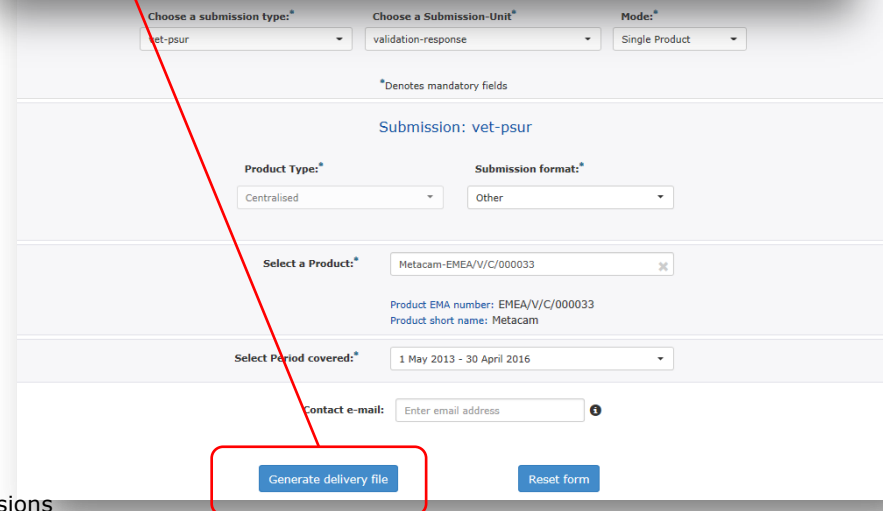 Choose a submission type:* Choose a Submission-Unit* Mode:*
vet-psur validation-response Single Product
*Denotes mandatory fields
Submission: vet-psur
Product Type:* Submission format:*
Centralised Other
Select a Product:* Metacam-EMEA/V/C/000033
Product EMA number: EMEA/V/C/000033
Product short name: Metacam
Select Period covered:* 1 May 2013 - 30 April 2016
Contact e-mail: Enter email address
Generate delivery file Reset form
sions